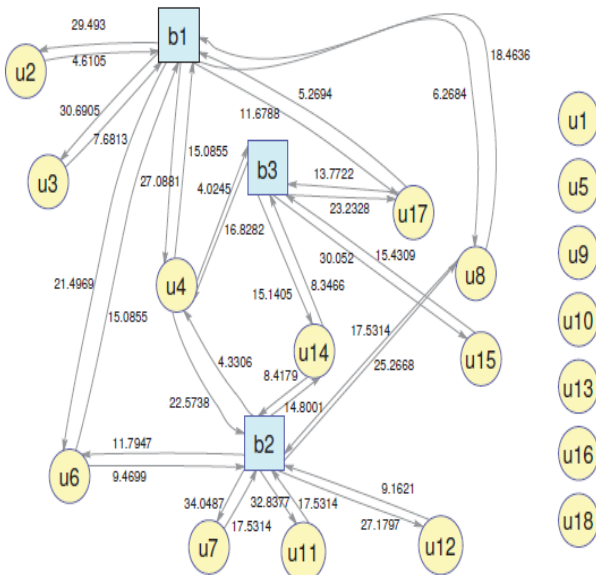 29.493
b1
18.4636
u2
4.6105
5.2694
6.2684
30.6905
11.6788
u1
7.6813
15.0855
b3
13.7722
u3
27.0881
4.0245
u5
23.2328
u17
16.8282
u9
30.052
15.4309
u8
21.4969
u4
8.3466
15.0855
15.1405
u10
17.5314
4.3306
u14
u15
25.2668
8.4179
u13
22.5738
14.8001
11.7947
b2
u16
u6
9.4699
9.1621
34.0487
32.8377
17.5314
u18
17.5314
27.1797
u7
u11
u12